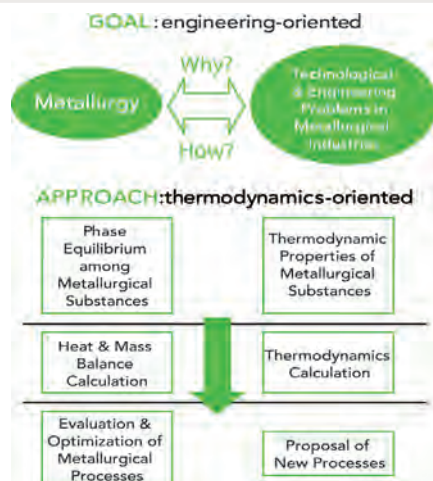 GOAL: engineering-oriented
Why?
Metallurgy
Technological
& Engineering
Problems in
Metallurgical
Industries
How?
APPROACH:thermodynamics-oriented
Phase
Equilibrium
among
Metallurgical
Substances
Thermodynamic
Properties of
Metallurgical
Substances
Heat & Mass
Balance
Calculation
Thermodynamics
Calculation
Evaluation &
Optimization of
Metallurgical
Processes
Proposal of
New Processes